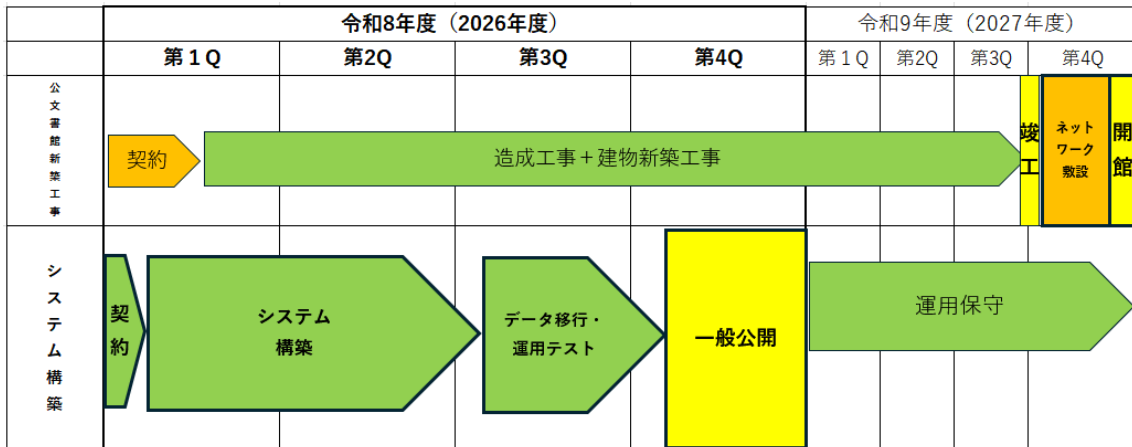 令和8年度（2026年度）
令和9年度（2027年度）
第１Q
第2Q
第3Q
第4Q
第１Q
第2Q
第3Q
第4Q
公文書館新築工事
契約
造成工事＋建物新築工事
竣工
ネット
ワーク
敷設
開館
システム構築
契約
システム
構築
データ移行・
運用テスト
一般公開
運用保守